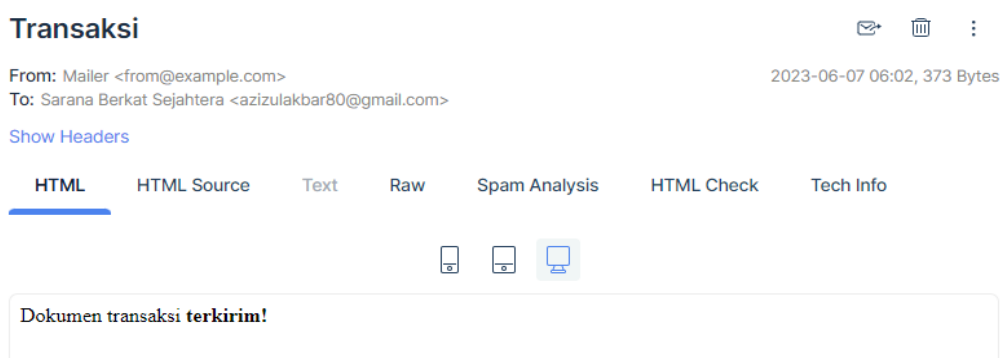 Transaksi
From: Mailer <from@example.com>
2023-06-07 06:02, 373 Bytes
To: Sarana Berkat Sejahtera <azizulakbar80@gmail.com>
Show Headers
HTML HTML Source Text Raw Spam Analysis HTML Check Tech Info
Dokumen transaksi terkirim!